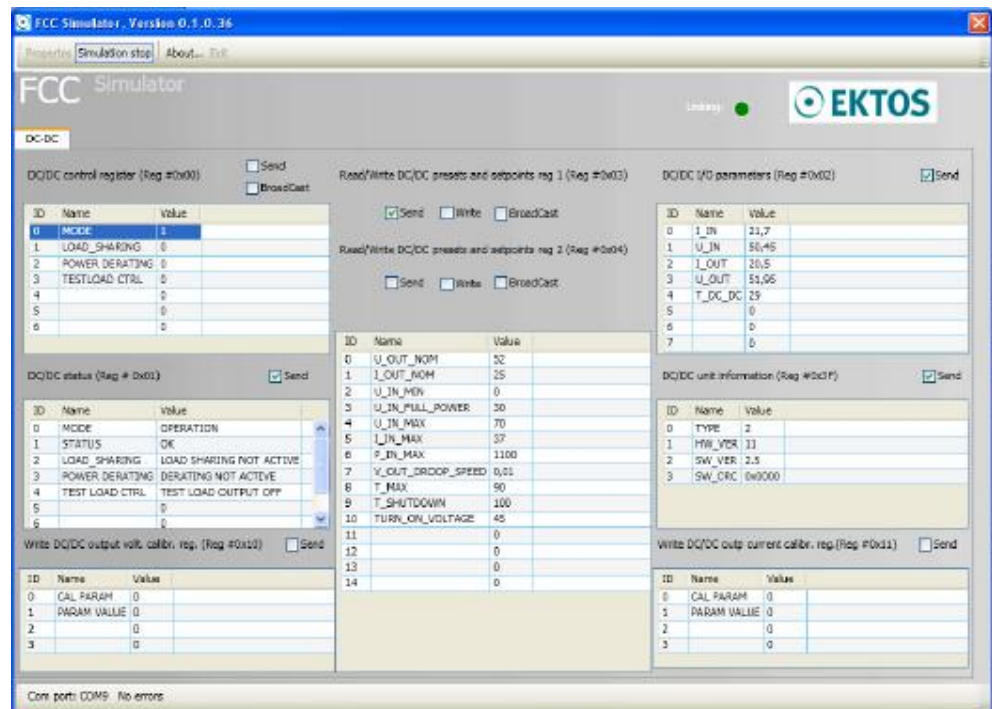 FCC Simulator, Version 0.1.0.36
Properties Simulation stop About... Exit
FCC Simulator
Linking:
EKTOS
DC-DC
DC/DC control register (Reg #0x00)
Send
BroadCast
ID Name Value
0 MODE 1
1 LOAD_SHARING 0
2 POWER DERATING 0
3 TESTLOAD CTRL 0
4 0
5 0
6 0
DC/DC status (Reg # 0x01)
Send
ID Name Value
0 MODE OPERATION
1 STATUS OK
2 LOAD_SHARING LOAD SHARING NOT ACTIVE
3 POWER DERATING DERATING NOT ACTIVE
4 TEST LOAD CTRL TEST LOAD OUTPUT OFF
5 0
6 0
Write DC/DC output volt. calibr. reg. (Reg #0x10)
Send
ID Name Value
0 CAL PARAM 0
1 PARAM VALUE 0
2 0
3 0
Read/Write DC/DC presets and setpoints reg 1 (Reg #0x03)
Send Write BroadCast
Read/Write DC/DC presets and setpoints reg 2 (Reg #0x04)
Send Write BroadCast
ID Name Value
0 U_OUT_NOM 52
1 I_OUT_NOM 25
2 U_IN_MIN 0
3 U_IN_FULL_POWER 30
4 U_IN_MAX 70
5 I_IN_MAX 37
6 P_IN_MAX 1100
7 V_OUT_DROOP_SPEED 0,01
8 T_MAX 90
9 T_SHUTDOWN 100
10 TURN_ON_VOLTAGE 45
11 0
12 0
13 0
14 0
DC/DC I/O parameters (Reg #0x02)
Send
ID Name Value
0 I_IN 21,7
1 U_IN 50,45
2 I_OUT 20,5
3 U_OUT 51,95
4 T_DC_DC 29
5 0
6 0
7 0
DC/DC unit information (Reg #0x3F)
Send
ID Name Value
0 TYPE 2
1 HW_VER 11
2 SW_VER 2.5
3 SW_CRC 0x0000
Write DC/DC outp current calibr. reg.(Reg #0x11)
Send
ID Name Value
0 CAL PARAM 0
1 PARAM VALUE 0
2 0
3 0
Com port: COM9 No errors